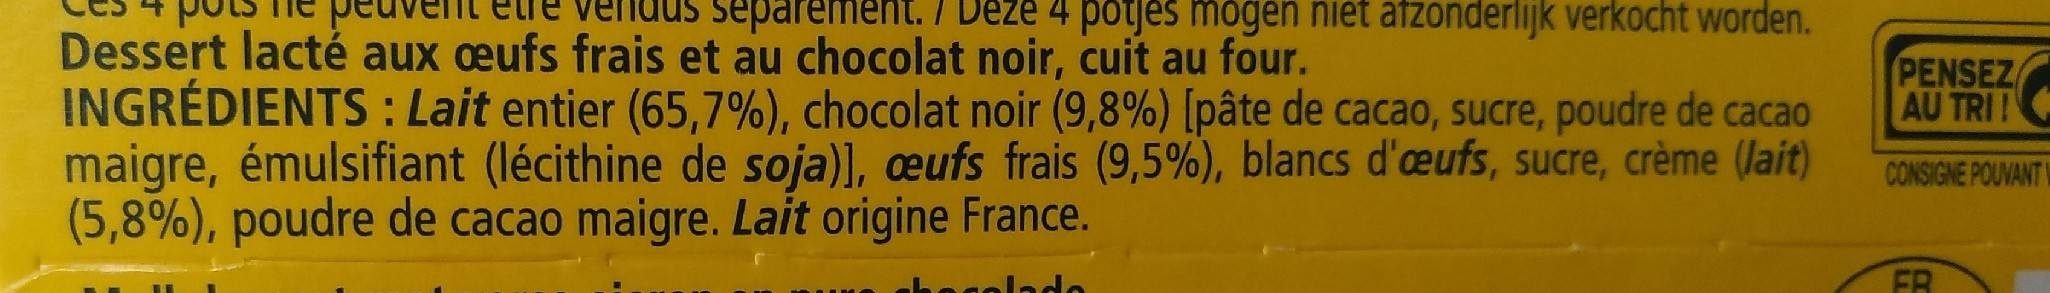 Ces 4 pots ne peuvent être vendus séparément. / Deze 4 potjes mogen niet afzonderlijk verkocht worden.
Dessert lacté aux œufs frais et au chocolat noir, cuit au four.
INGRÉDIENTS : Lait entier (65,7%), chocolat noir (9,8%) [pâte de cacao, sucre, poudre de cacao
maigre, émulsifiant (lécithine de soja)], œufs frais (9,5%), blancs d'œufs, sucre, crème (lait)
(5,8%), poudre de cacao maigre. Lait origine France.
PENSEZ
AU TRI !
CONSIGNE POUVANT
FR